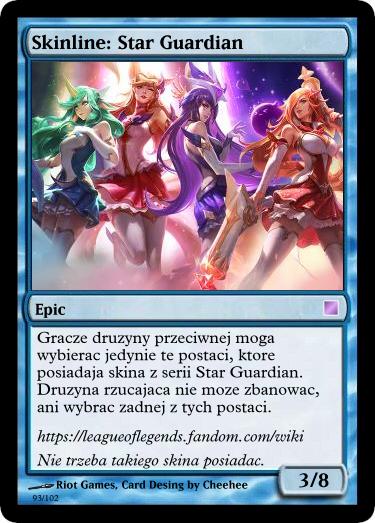 Skinline: Star Guardian
Epic
Gracze druzyny przeciwnej moga
wybierac jedynie te postaci, ktore
posiadaja skina z serii Star Guardian.
Druzyna rzucajaca nie moze zbanowac,
ani wybrac zadnej z tych postaci.
https://leagueoflegends.fandom.com/wiki
Nie trzeba takiego skina posiadac.
3/8
Riot Games, Card Desing by Cheehee
93/102